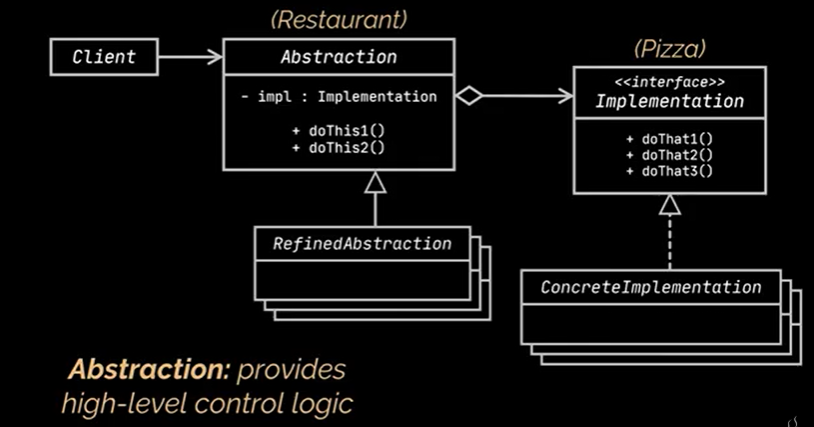 (Restaurant)
Client
Abstraction
- impl : Implementation
+ doThis1()
+ doThis2()
(Pizza)
<<interface>>
Implementation
+ doThat1()
+ doThat2()
+ doThat3()
RefinedAbstraction
ConcreteImplementation
Abstraction: provides
high-level control logic